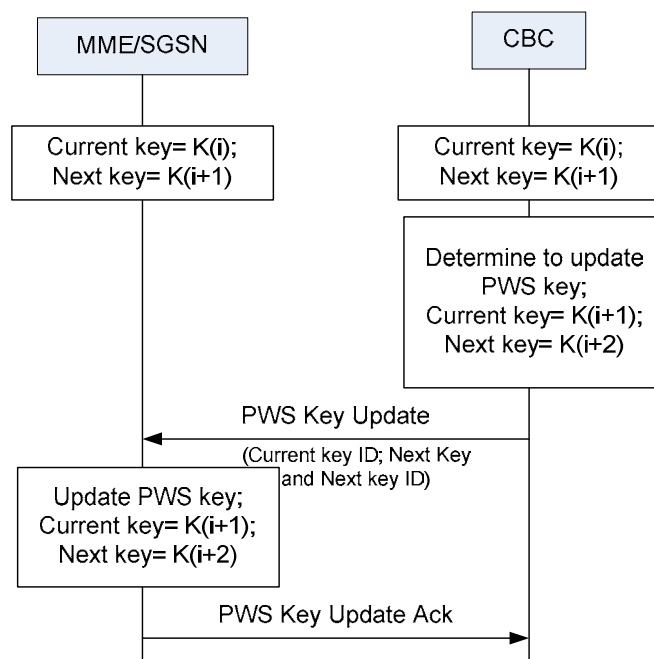 MME/SGSN
CBC
Current key= K(i);
Next key= K(i+1)
Current key= K(i);
Next key= K(i+1)
Determine to update
PWS key;
Current key= K(i+1);
Next key= K(i+2)
PWS Key Update
(Current key ID; Next Key
and Next key ID)
Update PWS key;
Current key= K(i+1);
Next key= K(i+2)
PWS Key Update Ack